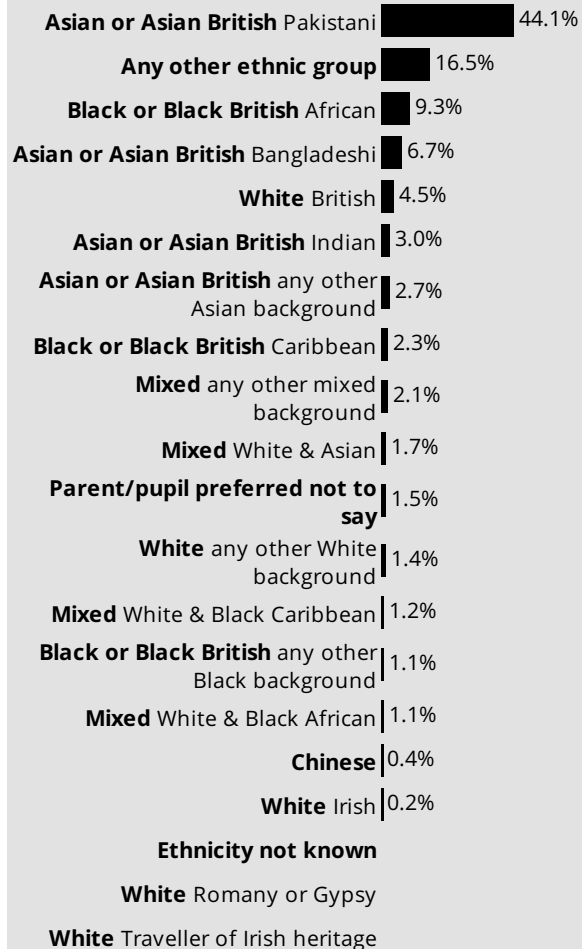 Asian or Asian British Pakistani 44.1%
Any other ethnic group 16.5%
Black or Black British African 9.3%
Asian or Asian British Bangladeshi 6.7%
White British 4.5%
Asian or Asian British Indian 3.0%
Asian or Asian British any other
Asian background 2.7%
Black or Black British Caribbean 2.3%
Mixed any other mixed
background 2.1%
Mixed White & Asian 1.7%
Parent/pupil preferred not to
say 1.5%
White any other White
background 1.4%
Mixed White & Black Caribbean 1.2%
Black or Black British any other
Black background 1.1%
Mixed White & Black African 1.1%
Chinese 0.4%
White Irish 0.2%
Ethnicity not known
White Romany or Gypsy
White Traveller of Irish heritage